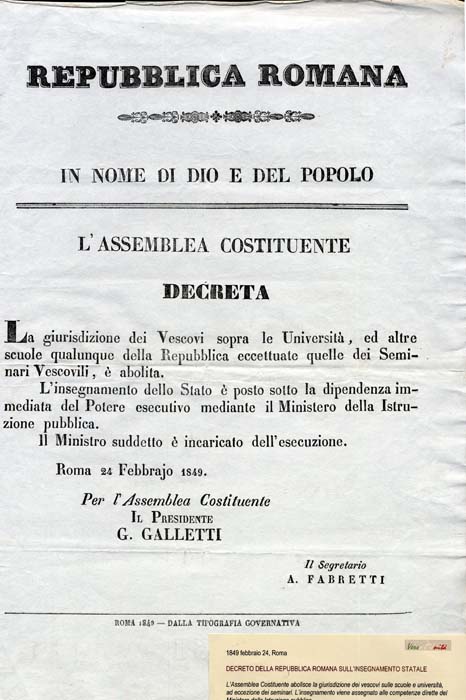 REPUBBLICA ROMANA
IN NOME DI DIO E DEL POPOLO
L'ASSEMBLEA COSTITUENTE
DECRETA
La giurisdizione dei Vescovi sopra le Università, ed altre
scuole qualunque della Repubblica eccettuate quelle dei Semi-
nari Vescovili, è abolita.
L'insegnamento dello Stato è posto sotto la dipendenza im-
mediata del Potere esecutivo mediante il Ministero della Istru-
zione pubblica.
Il Ministro suddetto è incaricato dell'esecuzione.
Roma 24 Febbrajo 1849.
Per l'Assemblea Costituente
IL PRESIDENTE
G. GALLETTI
Il Segretario
A. FABRETTI
ROMA 1849 — DALLA TIPOGRAFIA GOVERNATIVA
1849 febbraio 24, Roma
DECRETO DELLA REPUBBLICA ROMANA SULL'INSEGNAMENTO STATALE
L'Assemblea Costituente abolisce la giurisdizione dei vescovi sulle scuole e università,
ad eccezione dei seminari. L'insegnamento viene assegnato alle competenze dirette del